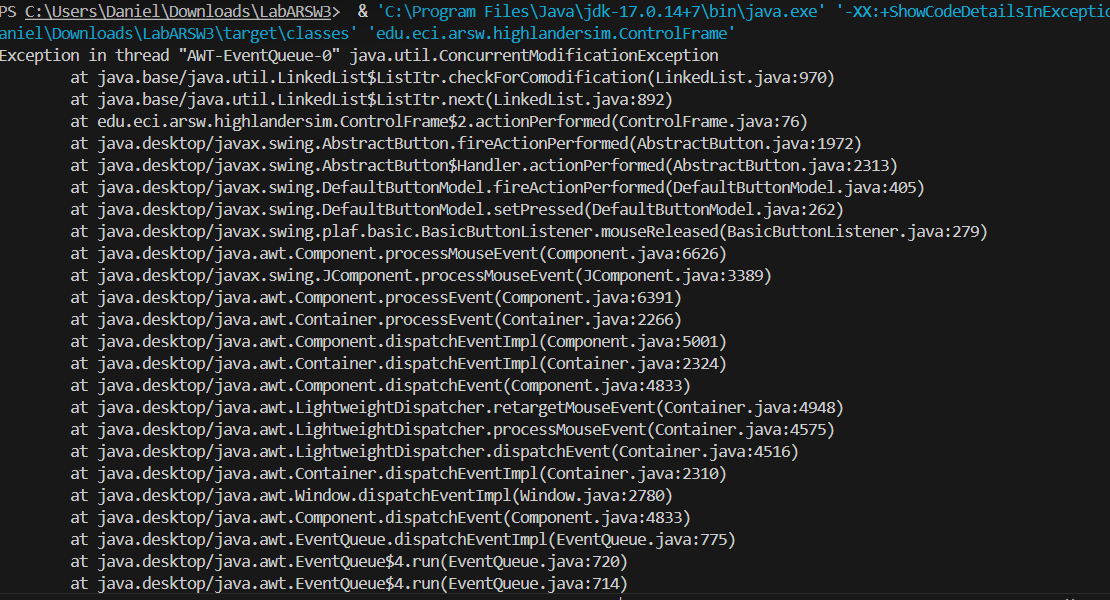 PS C:\Users\Daniel\Downloads\LabARSW3>  & 'C:\Program Files\Java\jdk-17.0.14+7\bin\java.exe' '-XX:+ShowCodeDetailsInExceptio
aniel\Downloads\LabARSW3\target\classes' 'edu.eci.arsw.highlandersim.ControlFrame'
Exception in thread "AWT-EventQueue-0" java.util.ConcurrentModificationException
        at java.base/java.util.LinkedList$ListItr.checkForComodification(LinkedList.java:970)
        at java.base/java.util.LinkedList$ListItr.next(LinkedList.java:892)
        at edu.eci.arsw.highlandersim.ControlFrame$2.actionPerformed(ControlFrame.java:76)
        at java.desktop/javax.swing.AbstractButton.fireActionPerformed(AbstractButton.java:1972)
        at java.desktop/javax.swing.AbstractButton$Handler.actionPerformed(AbstractButton.java:2313)
        at java.desktop/javax.swing.DefaultButtonModel.fireActionPerformed(DefaultButtonModel.java:405)
        at java.desktop/javax.swing.DefaultButtonModel.setPressed(DefaultButtonModel.java:262)
        at java.desktop/javax.swing.plaf.basic.BasicButtonListener.mouseReleased(BasicButtonListener.java:279)
        at java.desktop/java.awt.Component.processMouseEvent(Component.java:6626)
        at java.desktop/javax.swing.JComponent.processMouseEvent(JComponent.java:3389)
        at java.desktop/java.awt.Component.processEvent(Component.java:6391)
        at java.desktop/java.awt.Container.processEvent(Container.java:2266)
        at java.desktop/java.awt.Component.dispatchEventImpl(Component.java:5001)
        at java.desktop/java.awt.Container.dispatchEventImpl(Container.java:2324)
        at java.desktop/java.awt.Component.dispatchEvent(Component.java:4833)
        at java.desktop/java.awt.LightweightDispatcher.retargetMouseEvent(Container.java:4948)
        at java.desktop/java.awt.LightweightDispatcher.processMouseEvent(Container.java:4575)
        at java.desktop/java.awt.LightweightDispatcher.dispatchEvent(Container.java:4516)
        at java.desktop/java.awt.Container.dispatchEventImpl(Container.java:2310)
        at java.desktop/java.awt.Window.dispatchEventImpl(Window.java:2780)
        at java.desktop/java.awt.Component.dispatchEvent(Component.java:4833)
        at java.desktop/java.awt.EventQueue.dispatchEventImpl(EventQueue.java:775)
        at java.desktop/java.awt.EventQueue$4.run(EventQueue.java:720)
        at java.desktop/java.awt.EventQueue$4.run(EventQueue.java:714)